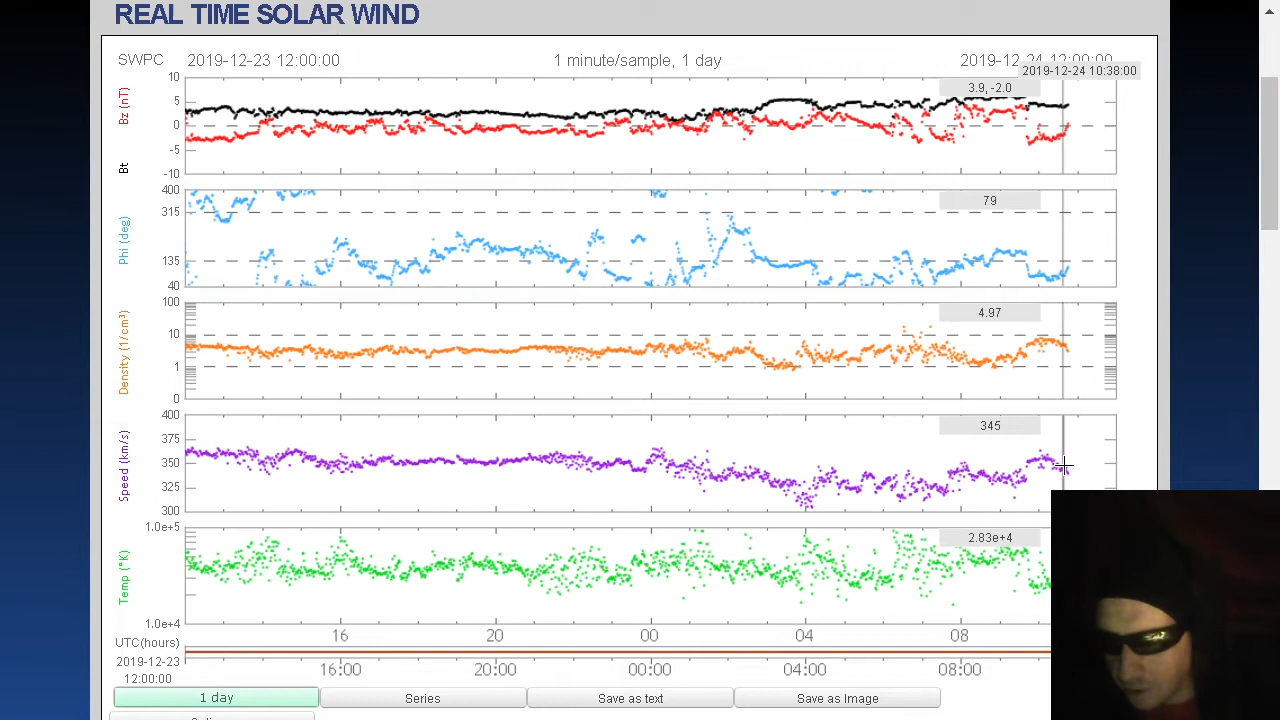 REAL TIME SOLAR WIND
SWPC 2019-12-23 12:00:00 1 minute/sample, 1 day 2019-12-24 12:00:00
2019-12-24 10:38:00
Bt Bz (nT)
10
5
0
-5
-10
3.9, -2.0
Phi (deg)
400
315
135
40
79
Density (1/cm³)
100
10
1
0
4.97
Speed (km/s)
400
375
350
325
300
345
Temp (°K)
1.0e+5
1.0e+4
2.83e+4
UTC(hours) 16 20 00 04 08
2019-12-23
12:00:00
16:00 20:00 00:00 04:00 08:00
1 day Series Save as text Save as Image